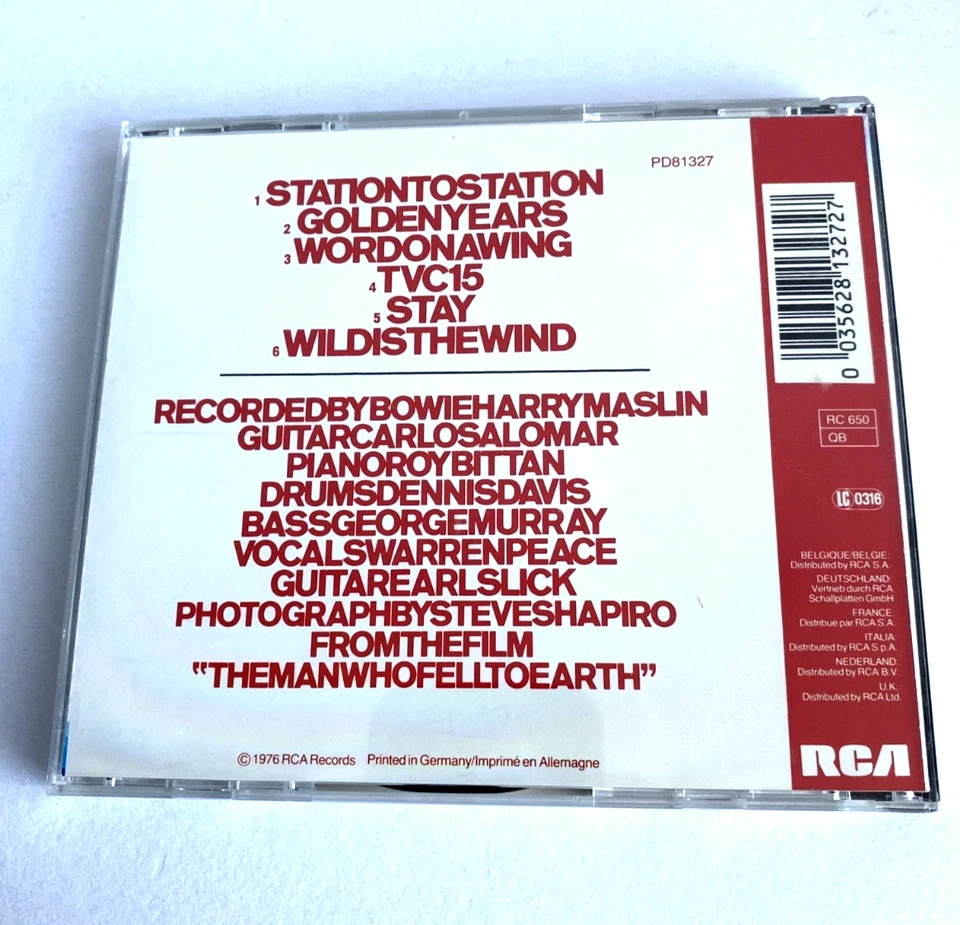 PD81327
1 STATIONTOSTATION
2 GOLDENYEARS
3 WORDONAWING
4 TVC15
5 STAY
6 WILDISTHEWIND
RECORDEDBYBOWIEHARRYMASLIN
GUITARCARLOSALOMAR
PIANOROYBITTAN
DRUMSDENNISDAVIS
BASSGEORGEMURRAY
VOCALSWARRENPEACE
GUITAREARLSLICK
PHOTOGRAPHBYSTEVESHAPIRO
FROMTHEFILM
“THEMANWHOFELLTOEARTH”
© 1976 RCA Records Printed in Germany/Imprimé en Allemagne
0 035628 132727
RC 650
QB
LC 0316
BELGIQUE/BELGIE:
Distributed by RCA S.A.
DEUTSCHLAND:
Vertrieb durch RCA
Schallplatten GmbH
FRANCE:
Distribue par RCA S.A
ITALIA:
Distributed by RCA S.p.A.
NEDERLAND:
Distributed by RCA B.V.
U.K.:
Distributed by RCA Ltd.
RCA